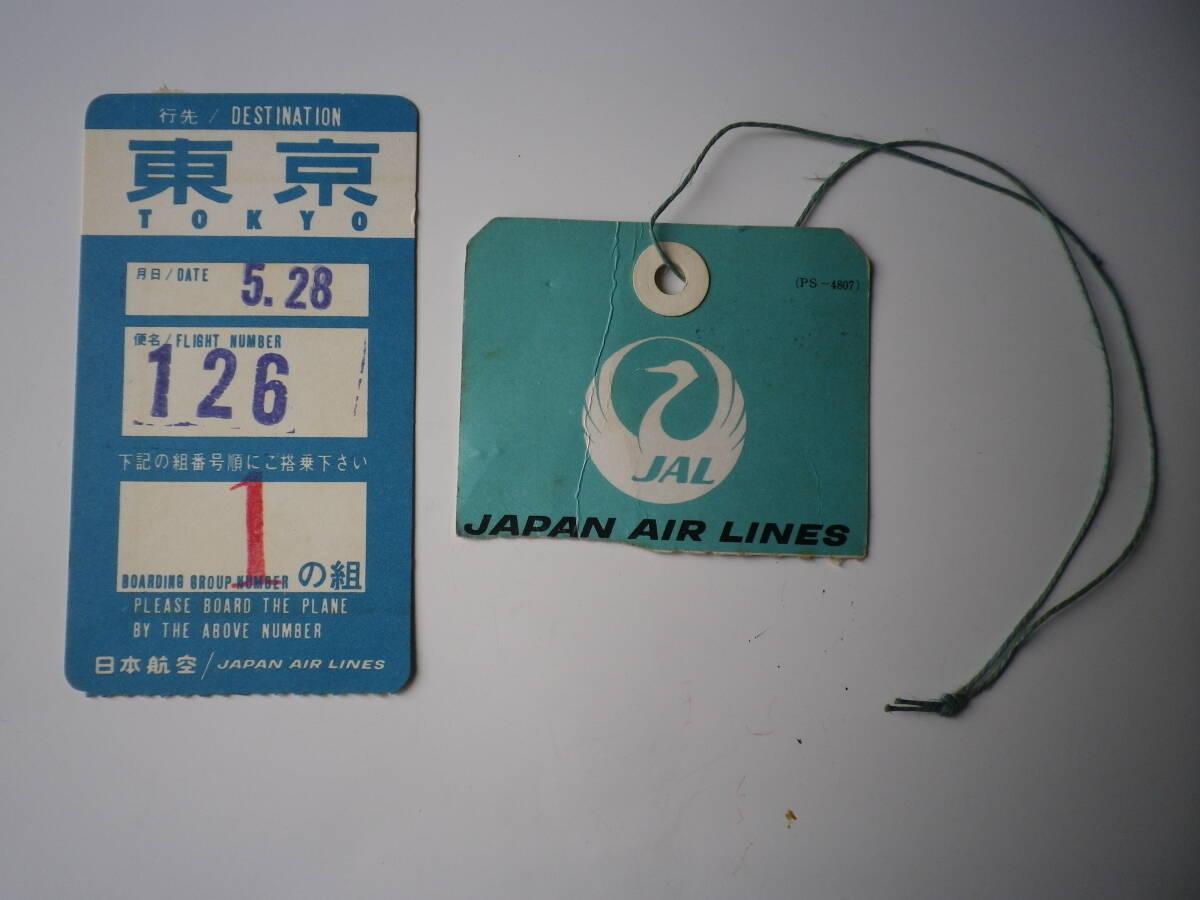 行先 / DESTINATION
東京
TOKYO
月日 / DATE 5.28
便名 / FLIGHT NUMBER
126
下記の組番号順にご搭乗下さい
1
BOARDING GROUP NUMBER の組
PLEASE BOARD THE PLANE
BY THE ABOVE NUMBER
日本航空 / JAPAN AIR LINES
(PS-4807)
JAL
JAPAN AIR LINES